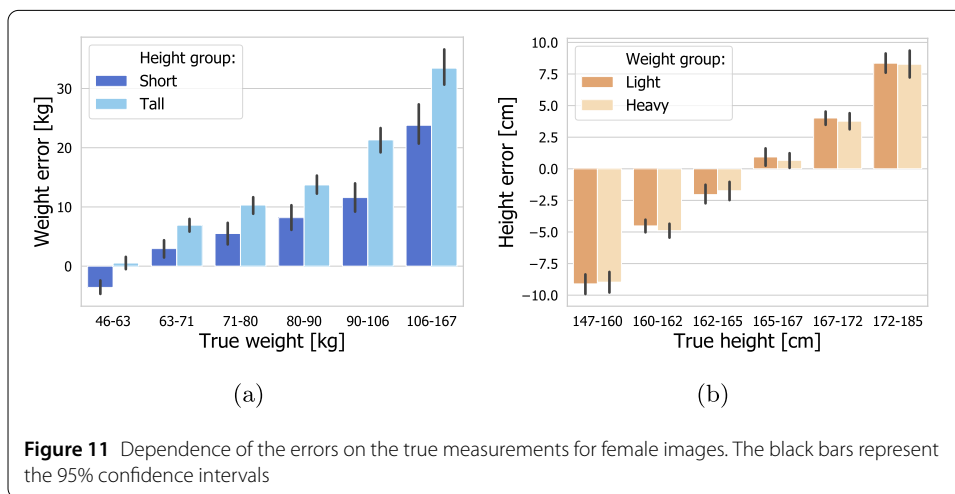 Height group:
Short
Tall
30
20
10
0
Weight error [kg]
46-63 63-71 71-80 80-90 90-106 106-167
True weight [kg]
(a)
Weight group:
Light
Heavy
10.0
7.5
5.0
2.5
0.0
−2.5
−5.0
−7.5
−10.0
Height error [cm]
147-160 160-162 162-165 165-167 167-172 172-185
True height [cm]
(b)
Figure 11 Dependence of the errors on the true measurements for female images. The black bars represent
the 95% confidence intervals